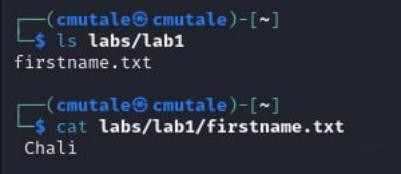 ┌──(cmutale㉿cmutale)-[~]
└─$ ls labs/lab1
firstname.txt
┌──(cmutale㉿cmutale)-[~]
└─$ cat labs/lab1/firstname.txt
Chali